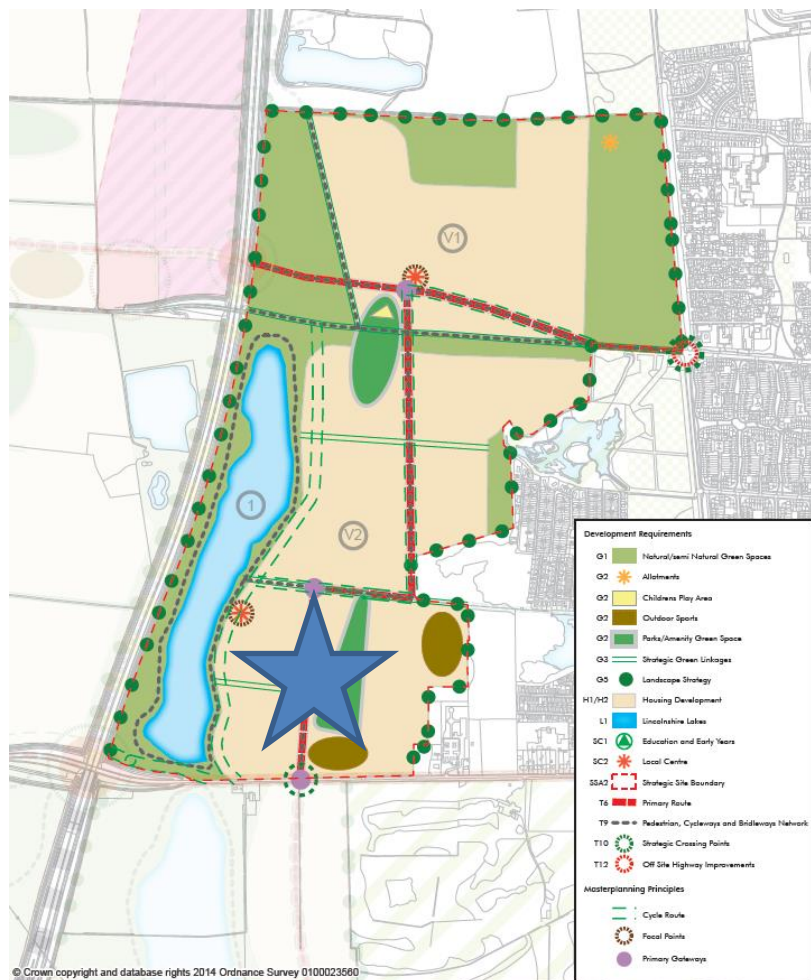 V1
1
V2
Development Requirements
G1 Natural/semi Natural Green Spaces
G2 Allotments
G2 Childrens Play Area
G2 Outdoor Sports
G2 Parks/Amenity Green Space
G3 Strategic Green Linkages
G5 Landscape Strategy
H1/H2 Housing Development
L1 Lincolnshire Lakes
SC1 Education and Early Years
SC2 Local Centre
SSA2 Strategic Site Boundary
T6 Primary Route
T9 Pedestrian, Cycleways and Bridleways Network
T10 Strategic Crossing Points
T12 Off Site Highway Improvements
Masterplanning Principles
Cycle Route
Focal Points
Primary Gateways
© Crown copyright and database rights 2014 Ordnance Survey 0100023560